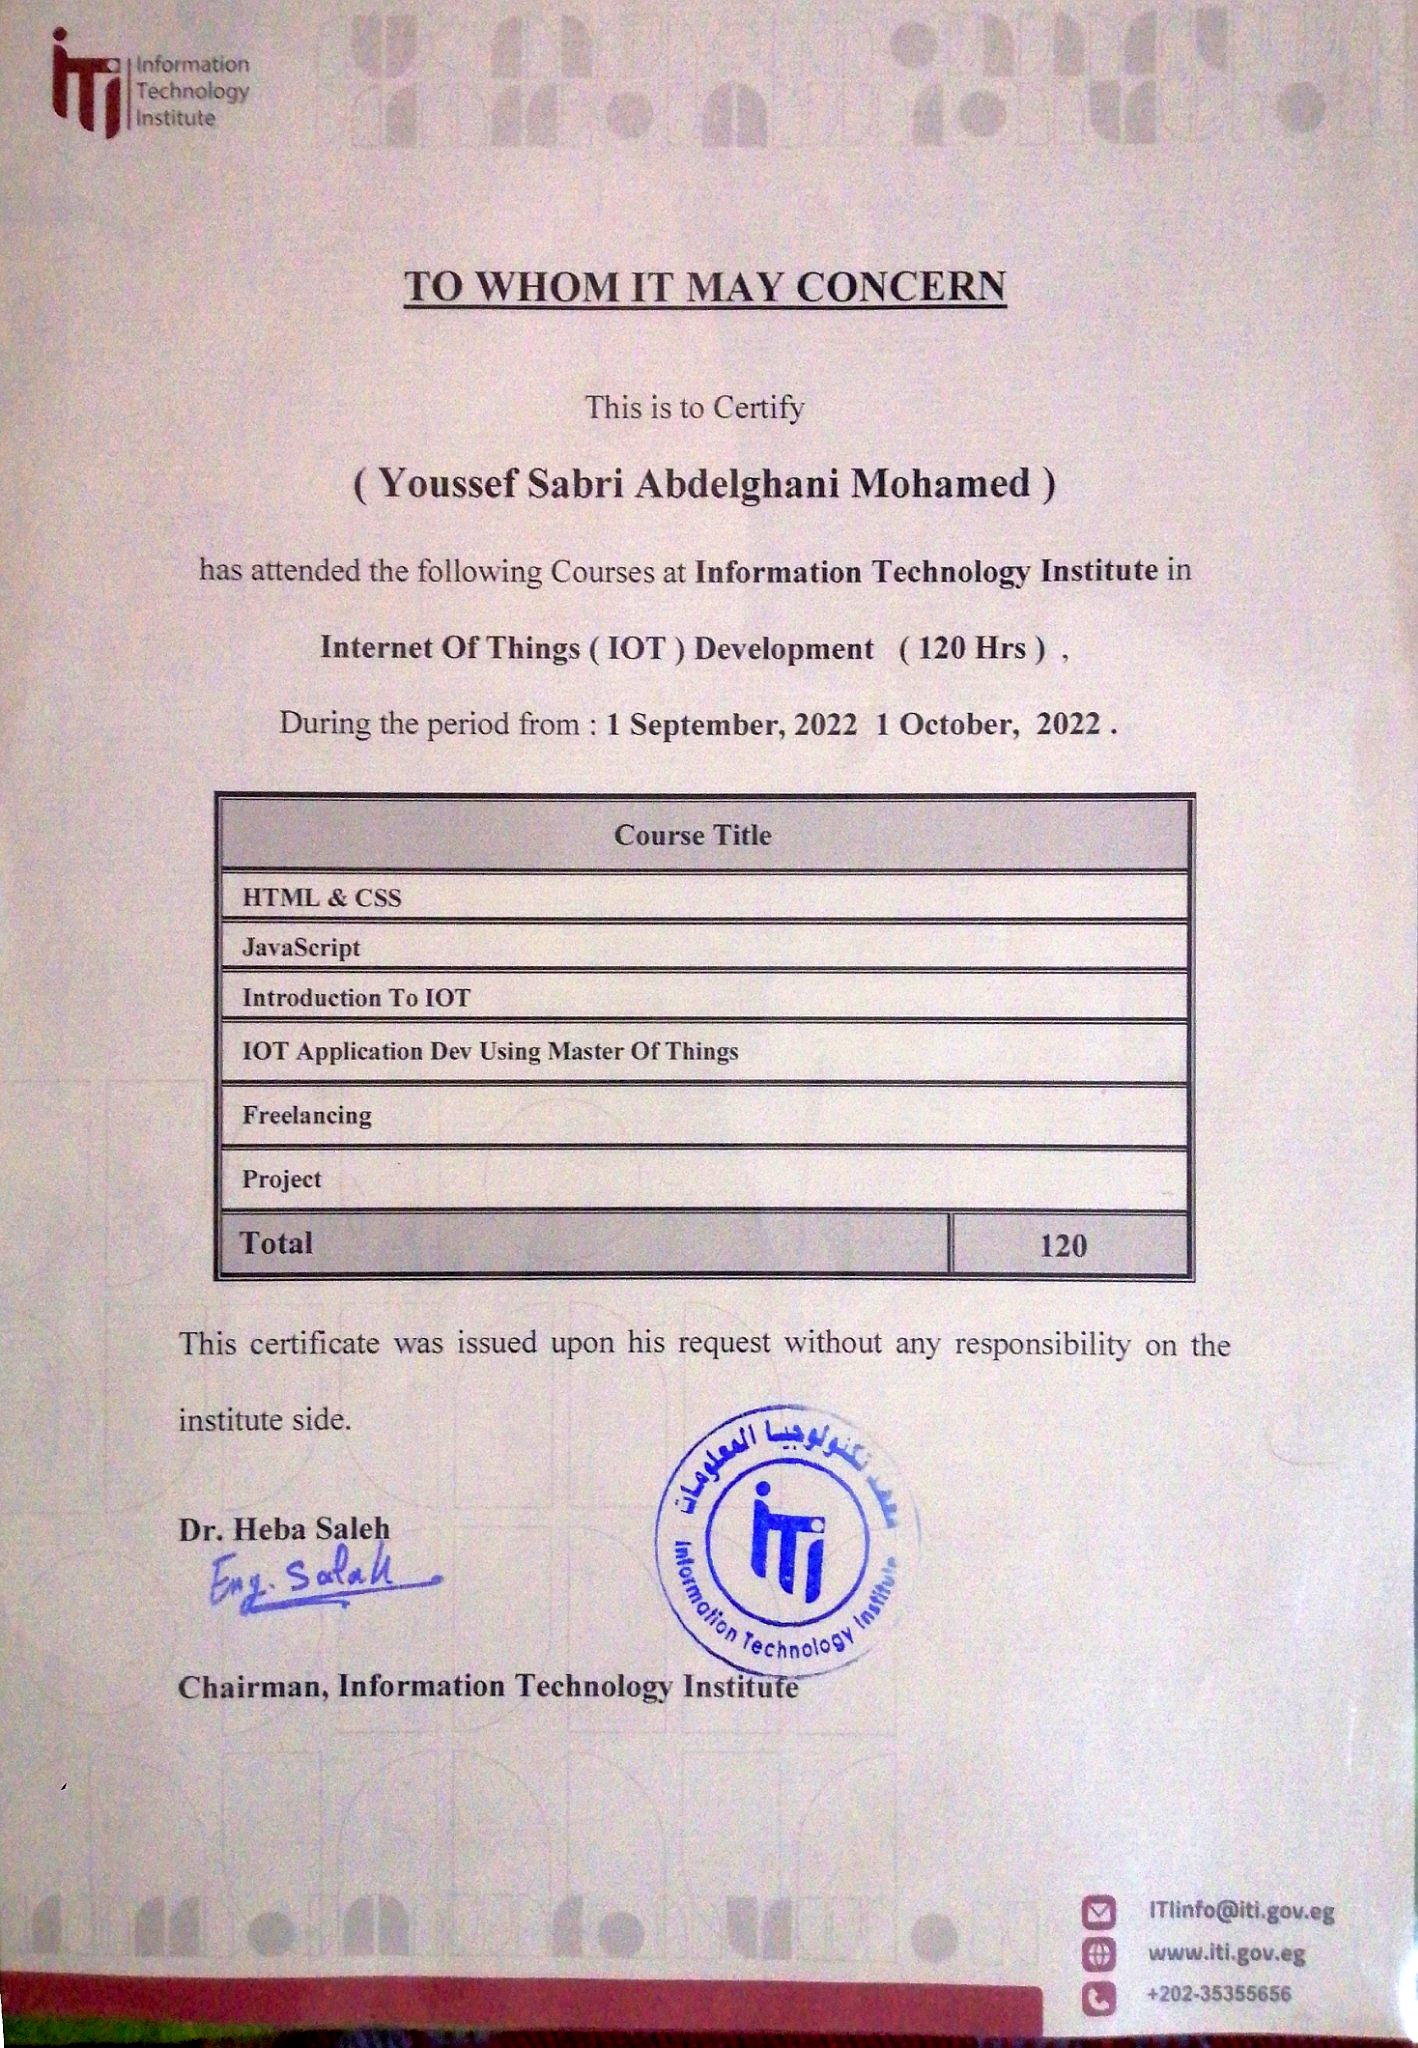 iTi
Information
Technology
Institute
TO WHOM IT MAY CONCERN
This is to Certify
( Youssef Sabri Abdelghani Mohamed )
has attended the following Courses at Information Technology Institute in
Internet Of Things ( IOT ) Development ( 120 Hrs ) ,
During the period from : 1 September, 2022 1 October, 2022 .
Course Title
HTML & CSS
JavaScript
Introduction To IOT
IOT Application Dev Using Master Of Things
Freelancing
Project
Total 120
This certificate was issued upon his request without any responsibility on the
institute side.
معهد تكنولوجيا المعلومات
iTi
Information Technology Institute
Dr. Heba Saleh
Eng. Salah
Chairman, Information Technology Institute
ITIinfo@iti.gov.eg
www.iti.gov.eg
+202-35355656